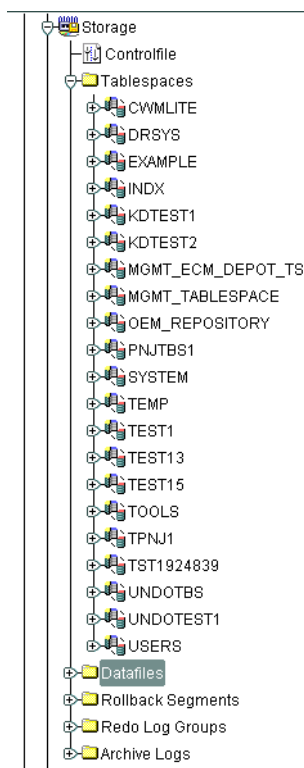 Storage
Controlfile
Tablespaces
CWMLITE
DRSYS
EXAMPLE
INDX
KDTEST1
KDTEST2
MGMT_ECM_DEPOT_TS
MGMT_TABLESPACE
OEM_REPOSITORY
PNJTBS1
SYSTEM
TEMP
TEST1
TEST13
TEST15
TOOLS
TPNJ1
TST1924839
UNDOTBS
UNDOTEST1
USERS
Datafiles
Rollback Segments
Redo Log Groups
Archive Logs